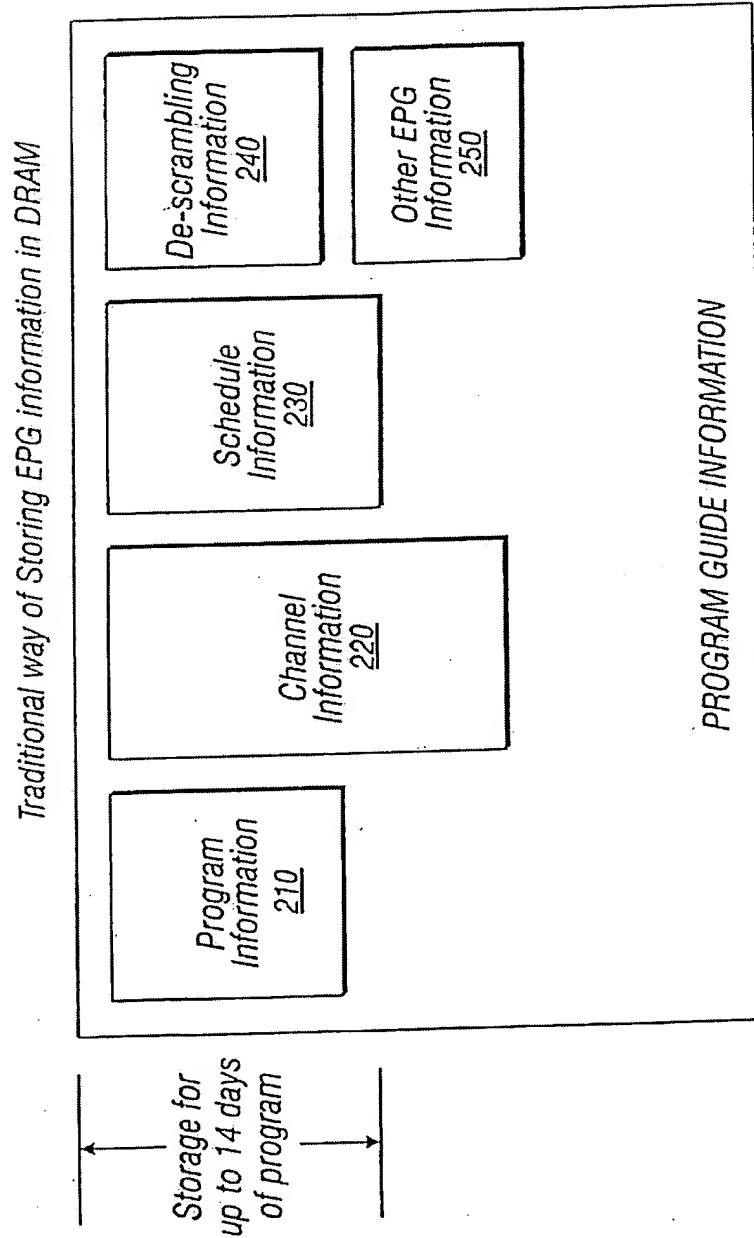 Traditional way of Storing EPG information in DRAM
Storage for
up to 14 days
of program
Program
Information
210
Channel
Information
220
Schedule
Information
230
De-scrambling
Information
240
Other EPG
Information
250
PROGRAM GUIDE INFORMATION